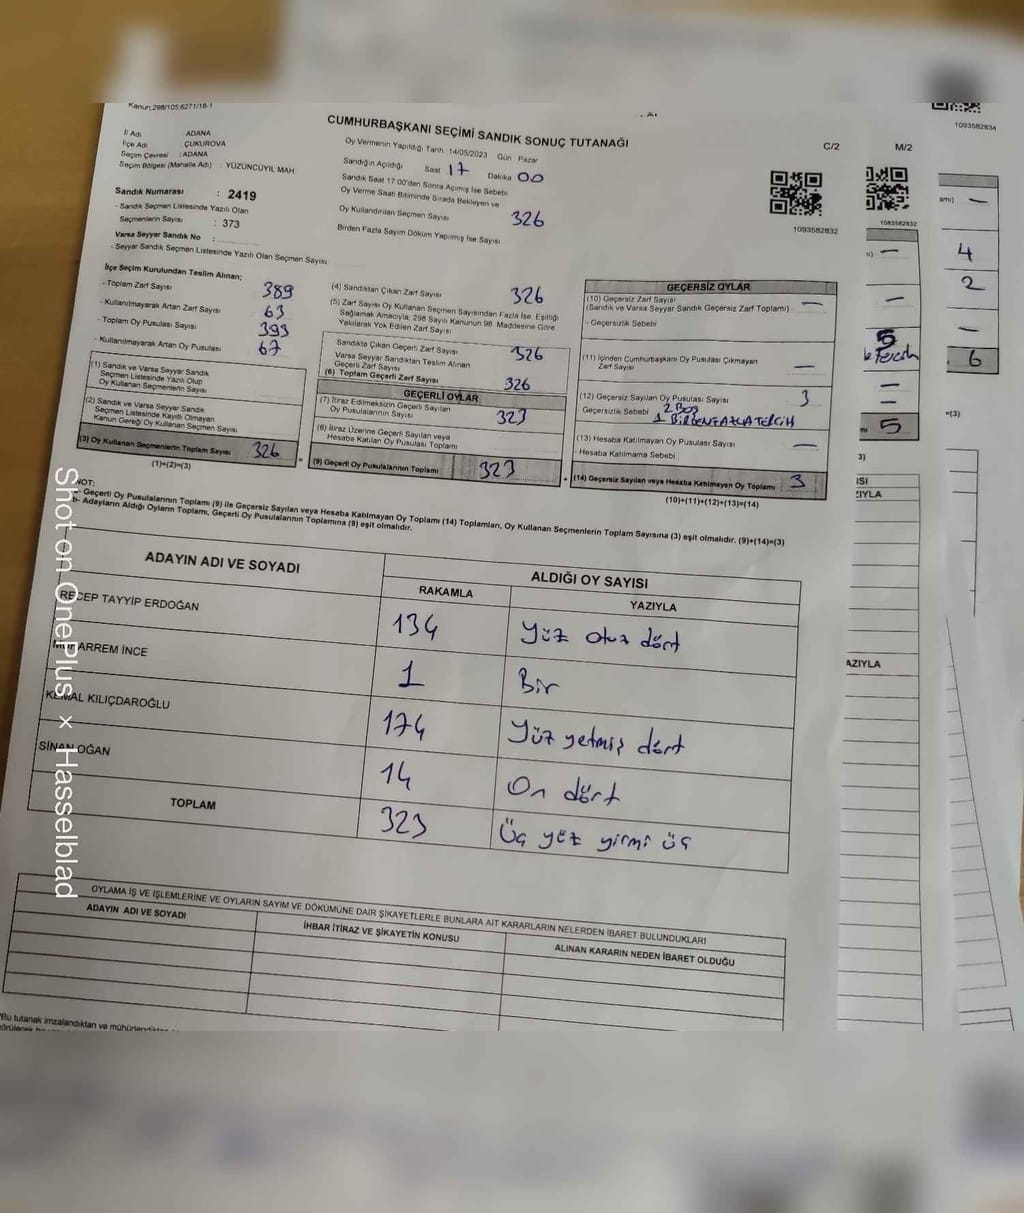 Kanun:298/105,6271/18-1
1093582834
CUMHURBAŞKANI SEÇİMİ SANDIK SONUÇ TUTANAĞI
C/2
M/2
İl Adı ADANA
İlçe Adı ÇUKUROVA
Seçim Çevresi : ADANA
Seçim Bölgesi (Mahalle Adı) : YÜZÜNCÜYIL MAH
Oy Vermenin Yapıldığı Tarih :14/05/2023 Gün : Pazar
Sandığın Açıldığı Saat 17 Dakika 00
Sandık Saat 17:00'den Sonra Açılmış İse Sebebi
Oy Verme Saati Bitiminde Sırada Bekleyen ve
Oy Kullandırılan Seçmen Sayısı 326
Birden Fazla Sayım Döküm Yapılmış İse Sayısı
1093582832
1083582832
Sandık Numarası : 2419
- Sandık Seçmen Listesinde Yazılı Olan
Seçmenlerin Sayısı : 373
Varsa Seyyar Sandık No :
- Seyyar Sandık Seçmen Listesinde Yazılı Olan Seçmen Sayısı
İlçe Seçim Kurulundan Teslim Alınan;
- Toplam Zarf Sayısı 389
- Kullanılmayarak Artan Zarf Sayısı 63
- Toplam Oy Pusulası Sayısı 393
- Kullanılmayarak Artan Oy Pusulası 67
(1) Sandık ve Varsa Seyyar Sandık
Seçmen Listesinde Yazılı Olup
Oy Kullanan Seçmenlerin Sayısı
(2) Sandık ve Varsa Seyyar Sandık
Seçmen Listesinde Kayıtlı Olmayan
Kanun Gereği Oy Kullanan Seçmen Sayısı
(3) Oy Kullanan Seçmenlerin Toplam Sayısı 326
(1)+(2)=(3)
(4) Sandıktan Çıkan Zarf Sayısı 326
(5) Zarf Sayısı Oy Kullanan Seçmen Sayısından Fazla İse, Eşitliği
Sağlamak Amacıyla; 298 Sayılı Kanunun 98. Maddesine Göre
Yakılarak Yok Edilen Zarf Sayısı
Sandıkta Çıkan Geçerli Zarf Sayısı 326
Varsa Seyyar Sandıktan Teslim Alınan
Geçerli Zarf Sayısı
(6) Toplam Geçerli Zarf Sayısı 326
GEÇERLİ OYLAR
(7) İtiraz Edilmeksizin Geçerli Sayılan
Oy Pusulalarının Sayısı 323
(8) İtiraz Üzerine Geçerli Sayılan veya
Hesaba Katılan Oy Pusulası Toplamı
= (9) Geçerli Oy Pusulalarının Toplamı 323 +
GEÇERSİZ OYLAR
(10) Geçersiz Zarf Sayısı —
(Sandık ve Varsa Seyyar Sandık Geçersiz Zarf Toplamı)
- Geçersizlik Sebebi
(11) İçinden Cumhurbaşkanı Oy Pusulası Çıkmayan
Zarf Sayısı —
(12) Geçersiz Sayılan Oy Pusulası Sayısı 3
Geçersizlik Sebebi 2 Boş
1 BİRDEN FAZLA TERCİH
(13) Hesaba Katılmayan Oy Pusulası Sayısı —
- Hesaba Katılmama Sebebi
(14) Geçersiz Sayılan veya Hesaba Katılmayan Oy Toplamı 3
(10)+(11)+(12)+(13)=(14)
4
2
—
6
5
Tercih
—
—
5
=(3)
NOT:
a- Geçerli Oy Pusulalarının Toplamı (9) ile Geçersiz Sayılan veya Hesaba Katılmayan Oy Toplamı (14) Toplamları, Oy Kullanan Seçmenlerin Toplam Sayısına (3) eşit olmalıdır. (9)+(14)=(3)
b- Adayların Aldığı Oyların Toplamı, Geçerli Oy Pusulalarının Toplamına (9) eşit olmalıdır.
ADAYIN ADI VE SOYADI
ALDIĞI OY SAYISI
RAKAMLA
YAZIYLA
RECEP TAYYİP ERDOĞAN 134 Yüz otuz dört
MUHARREM İNCE 1 Bir
KEMAL KILIÇDAROĞLU 174 Yüz yetmiş dört
SİNAN OĞAN 14 On dört
TOPLAM 323 Üç yüz yirmi üç
3)
ISI
ZIYLA
AZIYLA
OYLAMA İŞ VE İŞLEMLERİNE VE OYLARIN SAYIM VE DÖKÜMÜNE DAİR ŞİKAYETLERLE BUNLARA AİT KARARLARIN NELERDEN İBARET BULUNDUKLARI
ADAYIN ADI VE SOYADI
İHBAR İTİRAZ VE ŞİKAYETİN KONUSU
ALINAN KARARIN NEDEN İBARET OLDUĞU
*Bu tutanak imzalandıktan ve mühürlendikten
Shot on OnePlus × Hasselblad